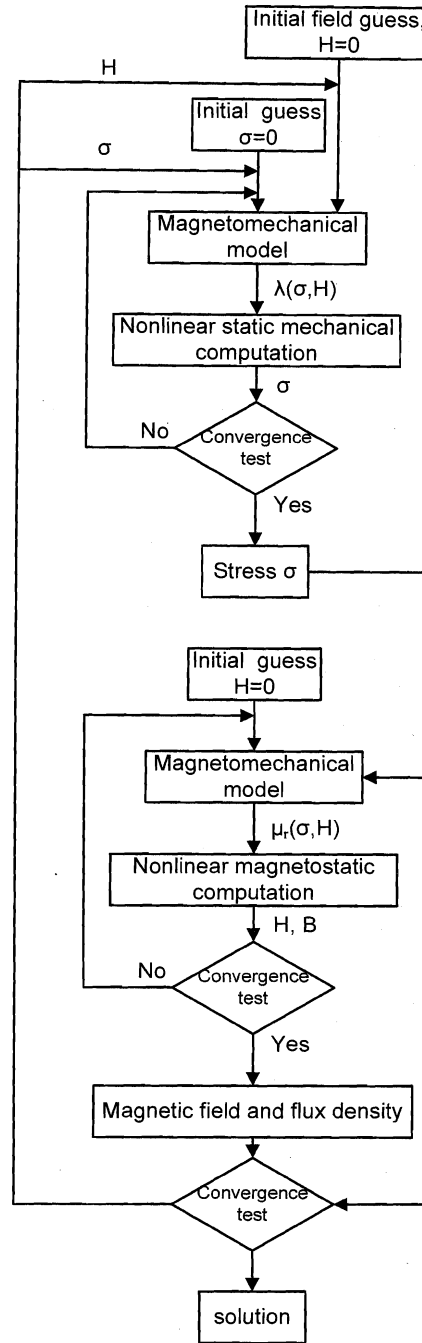 Initial field guess,
H=0
H
Initial guess
σ=0
σ
Magnetomechanical
model
λ(σ,H)
Nonlinear static mechanical
computation
σ
No
Convergence
test
Yes
Stress σ
Initial guess
H=0
Magnetomechanical
model
μr(σ,H)
Nonlinear magnetostatic
computation
H, B
No
Convergence
test
Yes
Magnetic field and flux density
Convergence
test
solution